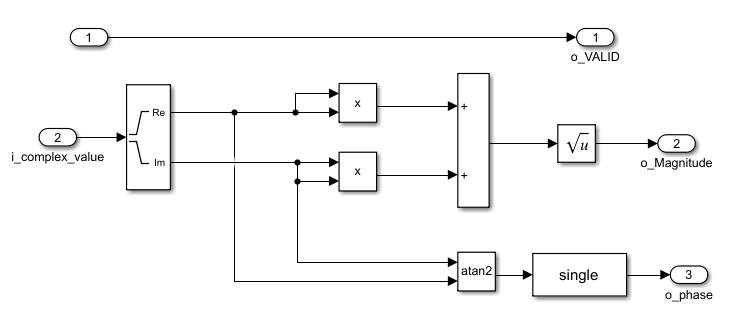 1
1
o_VALID
Re
x
+
2
i_complex_value
√u
2
o_Magnitude
Im
x
+
atan2
single
3
o_phase